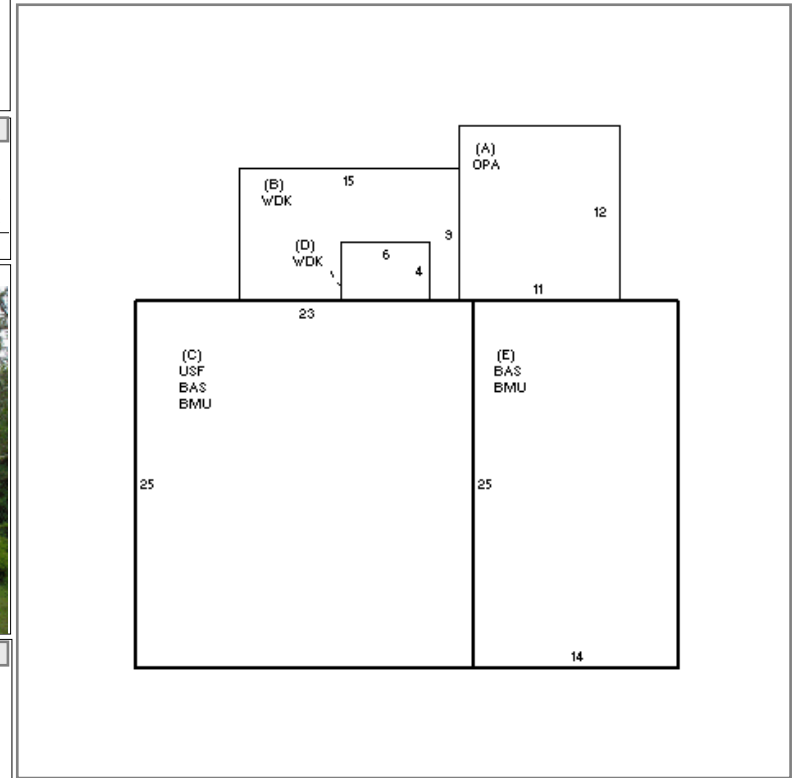 (A)
OPA
12
11
(B)
WDK
15
9
(D)
WDK
6
4
23
(C)
USF
BAS
BMU
25
(E)
BAS
BMU
25
14